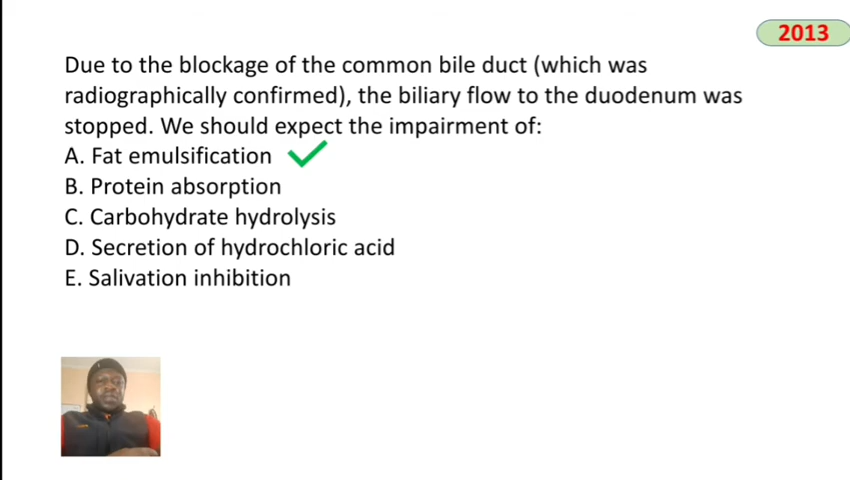 2013
Due to the blockage of the common bile duct (which was
radiographically confirmed), the biliary flow to the duodenum was
stopped. We should expect the impairment of:
A. Fat emulsification
B. Protein absorption
C. Carbohydrate hydrolysis
D. Secretion of hydrochloric acid
E. Salivation inhibition